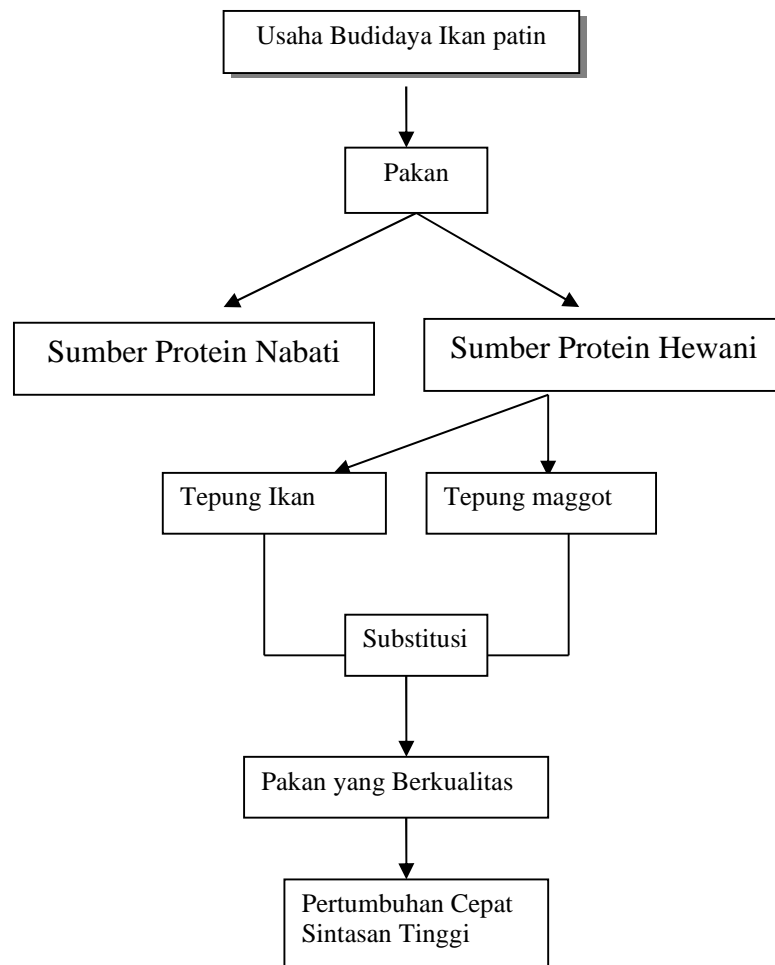 Usaha Budidaya Ikan patin
Pakan
Sumber Protein Nabati
Sumber Protein Hewani
Tepung Ikan
Tepung maggot
Substitusi
Pakan yang Berkualitas
Pertumbuhan Cepat
Sintasan Tinggi